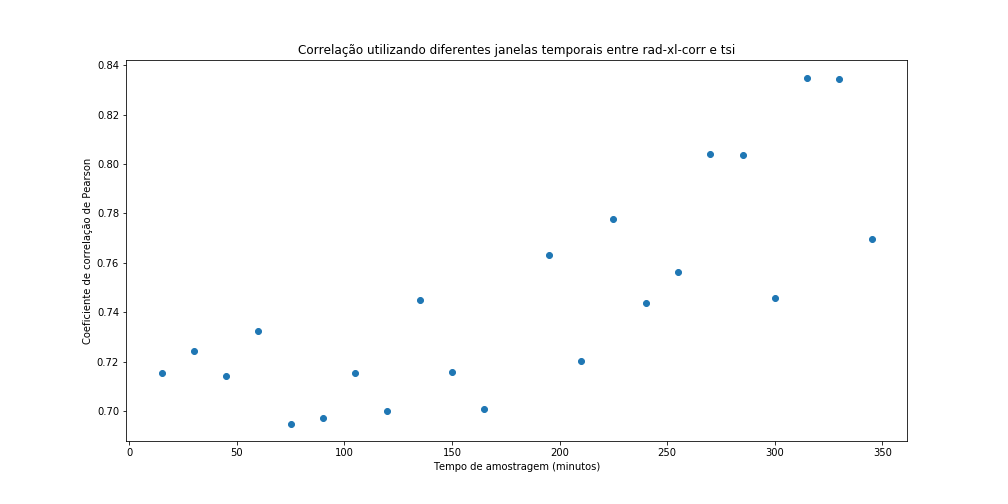 Correlação utilizando diferentes janelas temporais entre rad-xl-corr e tsi
Coeficiente de correlação de Pearson
0.84
0.82
0.80
0.78
0.76
0.74
0.72
0.70
0 50 100 150 200 250 300 350
Tempo de amostragem (minutos)